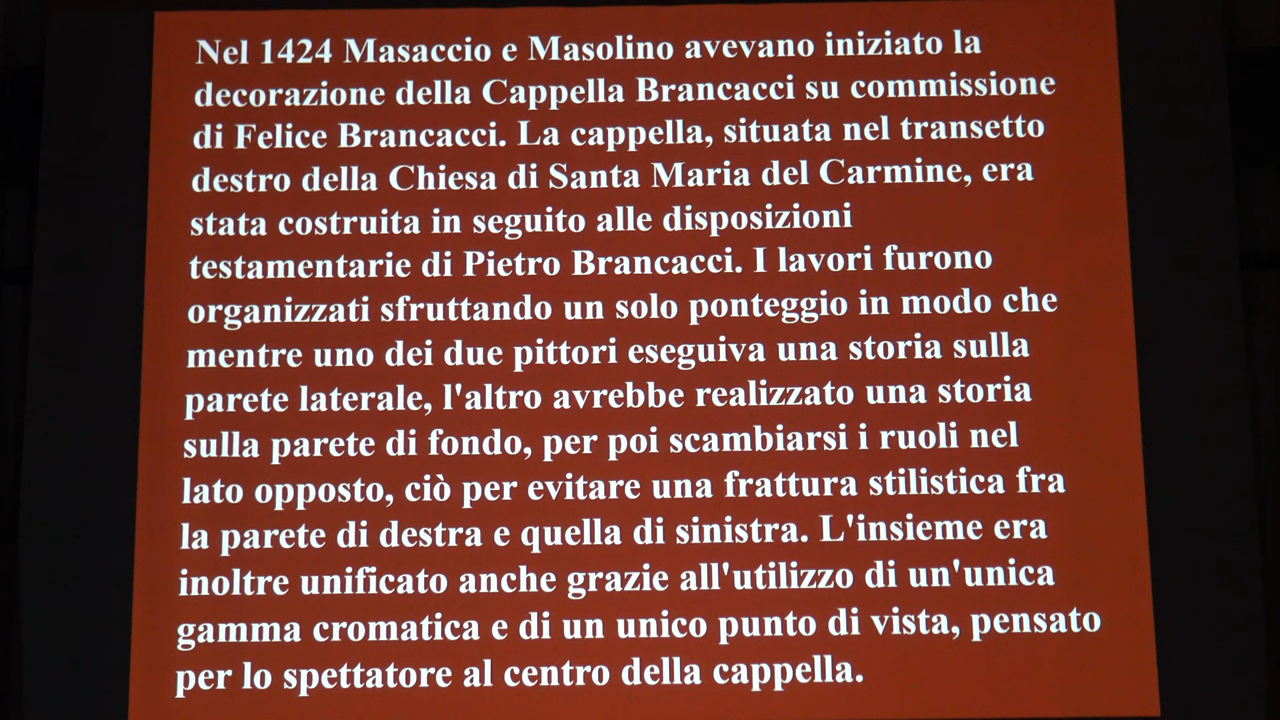 Nel 1424 Masaccio e Masolino avevano iniziato la
decorazione della Cappella Brancacci su commissione
di Felice Brancacci. La cappella, situata nel transetto
destro della Chiesa di Santa Maria del Carmine, era
stata costruita in seguito alle disposizioni
testamentarie di Pietro Brancacci. I lavori furono
organizzati sfruttando un solo ponteggio in modo che
mentre uno dei due pittori eseguiva una storia sulla
parete laterale, l'altro avrebbe realizzato una storia
sulla parete di fondo, per poi scambiarsi i ruoli nel
lato opposto, ciò per evitare una frattura stilistica fra
la parete di destra e quella di sinistra. L'insieme era
inoltre unificato anche grazie all'utilizzo di un'unica
gamma cromatica e di un unico punto di vista, pensato
per lo spettatore al centro della cappella.